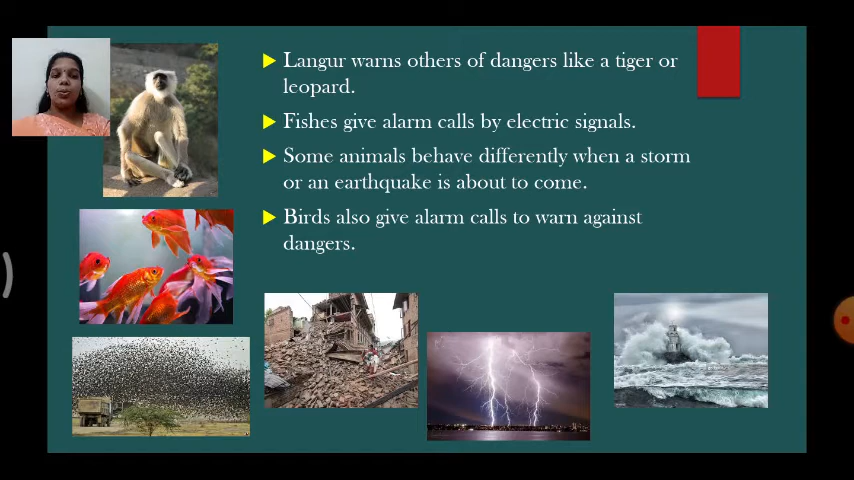 Langur warns others of dangers like a tiger or
leopard.
Fishes give alarm calls by electric signals.
Some animals behave differently when a storm
or an earthquake is about to come.
Birds also give alarm calls to warn against
dangers.